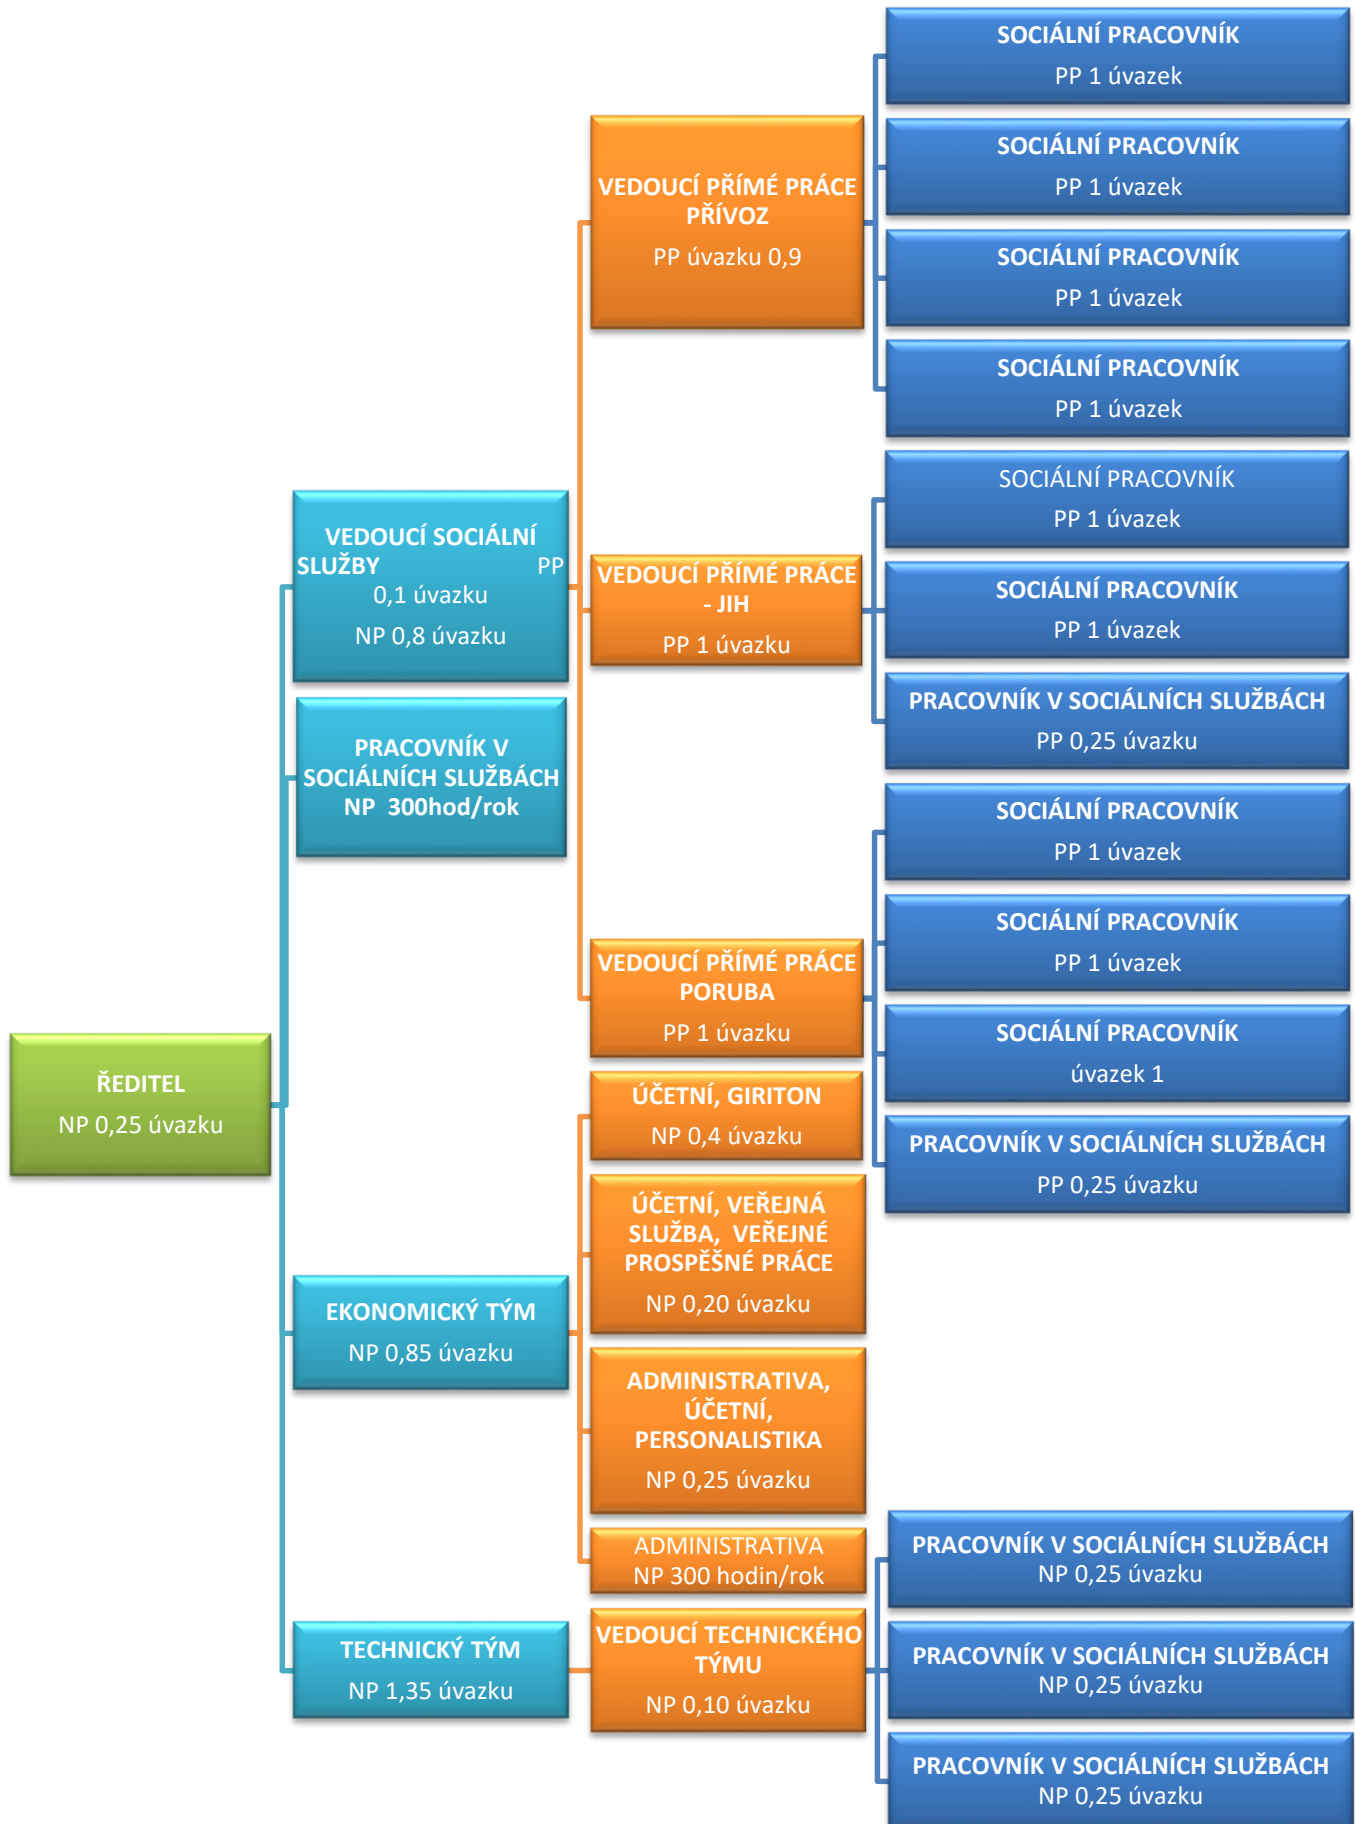 ŘEDITEL
NP 0,25 úvazku
VEDOUCÍ SOCIÁLNÍ
SLUŽBY PP
0,1 úvazku
NP 0,8 úvazku
VEDOUCÍ PŘÍMÉ PRÁCE
PŘÍVOZ
PP úvazku 0,9
SOCIÁLNÍ PRACOVNÍK
PP 1 úvazek
SOCIÁLNÍ PRACOVNÍK
PP 1 úvazek
SOCIÁLNÍ PRACOVNÍK
PP 1 úvazek
SOCIÁLNÍ PRACOVNÍK
PP 1 úvazek
VEDOUCÍ PŘÍMÉ PRÁCE
- JIH
PP 1 úvazku
SOCIÁLNÍ PRACOVNÍK
PP 1 úvazek
SOCIÁLNÍ PRACOVNÍK
PP 1 úvazek
PRACOVNÍK V SOCIÁLNÍCH SLUŽBÁCH
PP 0,25 úvazku
VEDOUCÍ PŘÍMÉ PRÁCE
PORUBA
PP 1 úvazku
SOCIÁLNÍ PRACOVNÍK
PP 1 úvazek
SOCIÁLNÍ PRACOVNÍK
PP 1 úvazek
SOCIÁLNÍ PRACOVNÍK
úvazek 1
PRACOVNÍK V SOCIÁLNÍCH SLUŽBÁCH
PP 0,25 úvazku
PRACOVNÍK V
SOCIÁLNÍCH SLUŽBÁCH
NP 300hod/rok
EKONOMICKÝ TÝM
NP 0,85 úvazku
ÚČETNÍ, GIRITON
NP 0,4 úvazku
ÚČETNÍ, VEŘEJNÁ
SLUŽBA, VEŘEJNÉ
PROSPĚŠNÉ PRÁCE
NP 0,20 úvazku
ADMINISTRATIVA,
ÚČETNÍ,
PERSONALISTIKA
NP 0,25 úvazku
ADMINISTRATIVA
NP 300 hodin/rok
TECHNICKÝ TÝM
NP 1,35 úvazku
VEDOUCÍ TECHNICKÉHO
TÝMU
NP 0,10 úvazku
PRACOVNÍK V SOCIÁLNÍCH SLUŽBÁCH
NP 0,25 úvazku
PRACOVNÍK V SOCIÁLNÍCH SLUŽBÁCH
NP 0,25 úvazku
PRACOVNÍK V SOCIÁLNÍCH SLUŽBÁCH
NP 0,25 úvazku